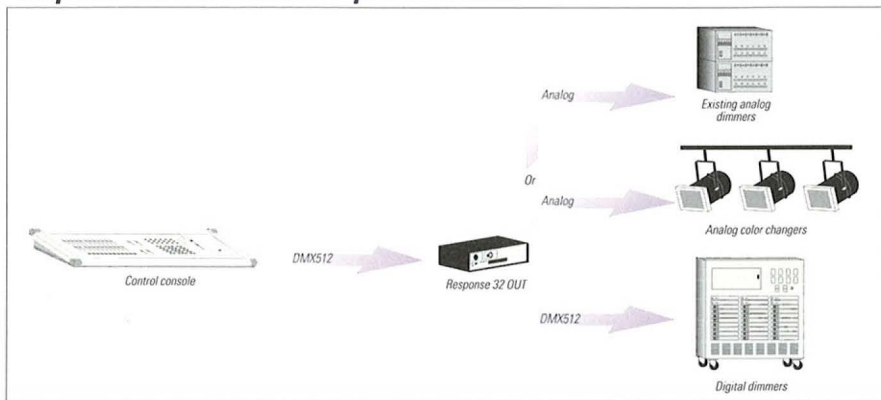 Analog
Existing analog
dimmers
Or
Analog
Analog color changers
DMX512
Control console
Response 32 OUT
DMX512
Digital dimmers